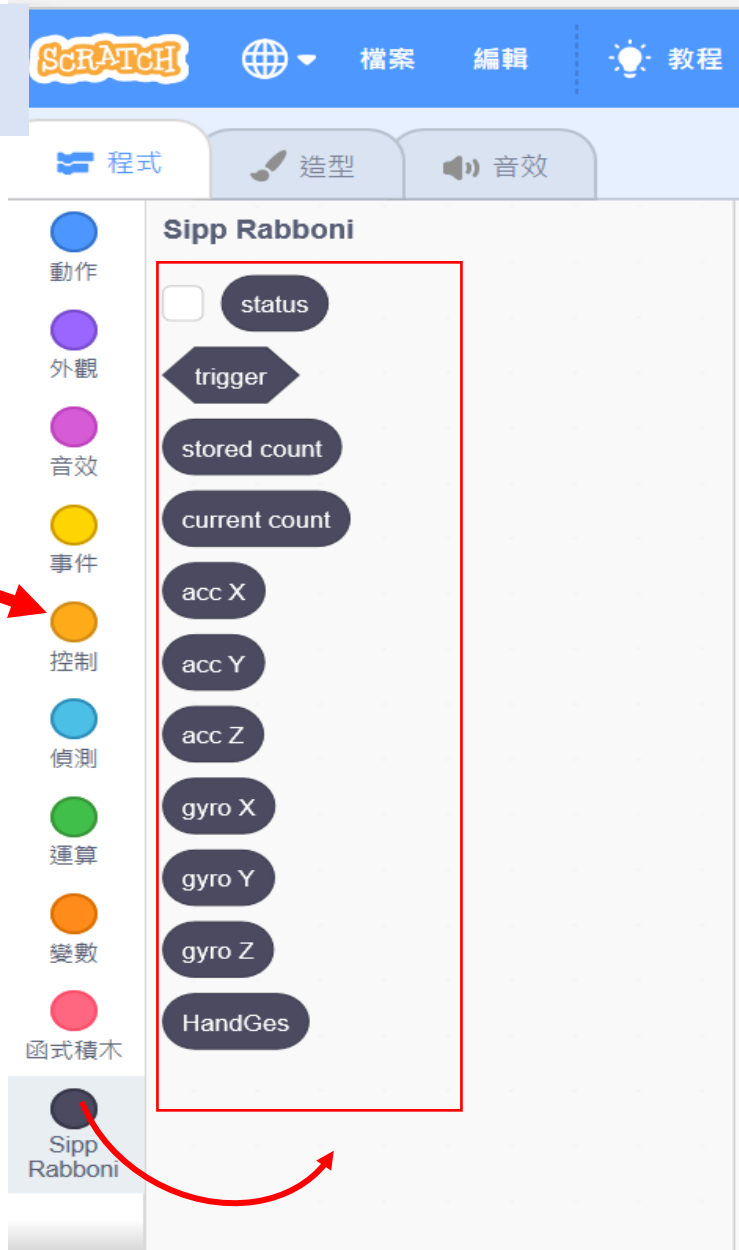 SCRATCH 檔案 編輯 教程
程式 造型 音效
動作
外觀
音效
事件
控制
偵測
運算
變數
函式積木
Sipp
Rabboni
Sipp Rabboni
status
trigger
stored count
current count
acc X
acc Y
acc Z
gyro X
gyro Y
gyro Z
HandGes